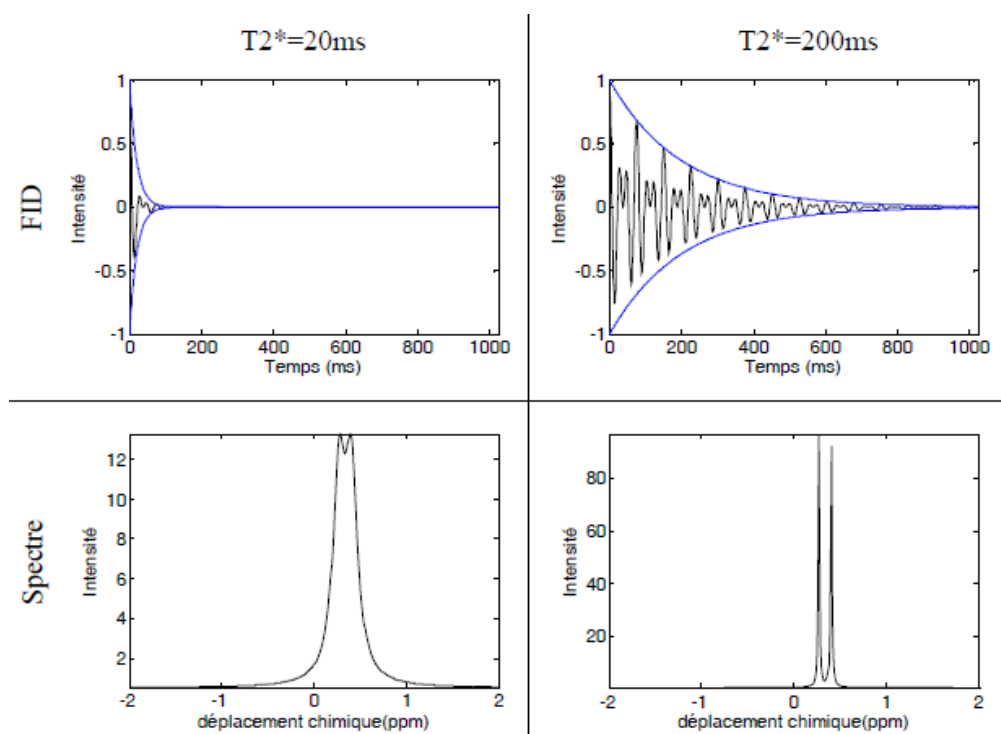 T2*=20ms
T2*=200ms
FID
Intensité
1
0.5
0
-0.5
-1
0 200 400 600 800 1000
Temps (ms)
Intensité
1
0.5
0
-0.5
-1
0 200 400 600 800 1000
Temps (ms)
Spectre
Intensité
12
10
8
6
4
2
-2 -1 0 1 2
déplacement chimique(ppm)
Intensité
80
60
40
20
-2 -1 0 1 2
déplacement chimique(ppm)